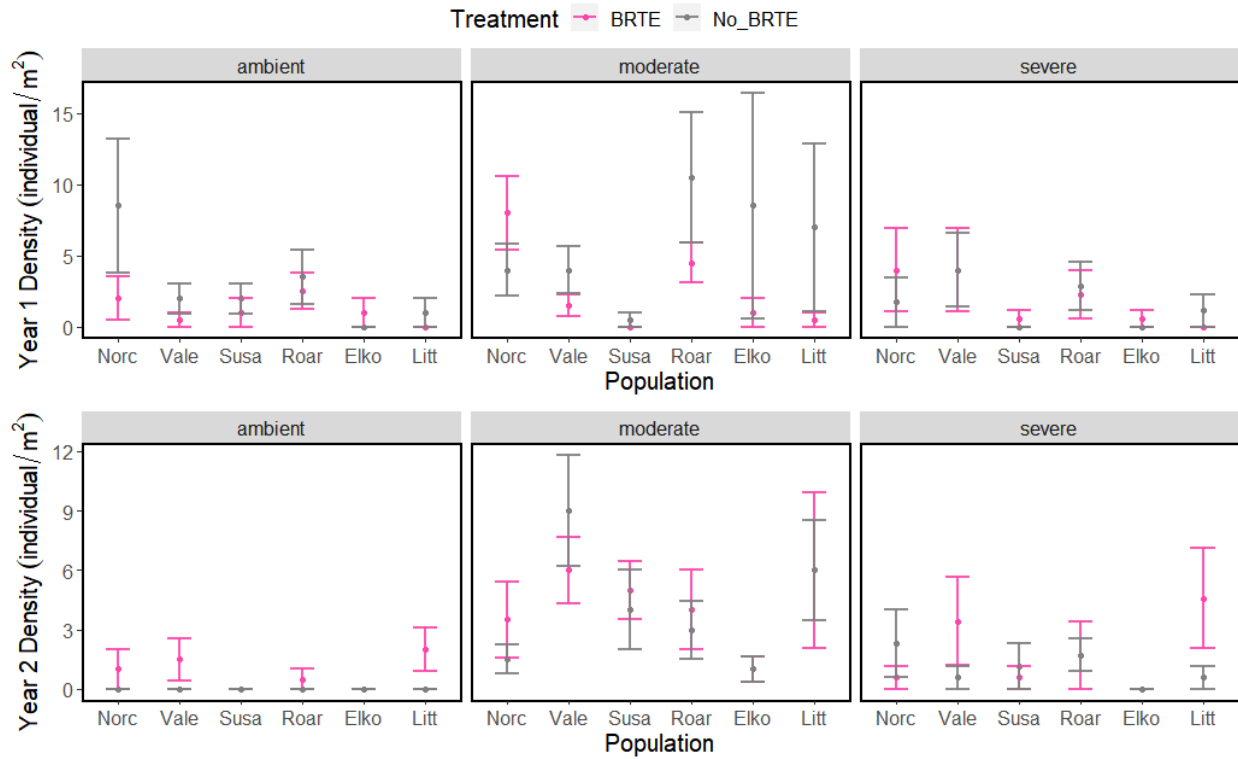 Treatment BRTE No_BRTE
ambient moderate severe
Year 1 Density (individual/m²)
15
10
5
0
Norc Vale Susa Roar Elko Litt Norc Vale Susa Roar Elko Litt Norc Vale Susa Roar Elko Litt
Population
ambient moderate severe
Year 2 Density (individual/m²)
12
9
6
3
0
Norc Vale Susa Roar Elko Litt Norc Vale Susa Roar Elko Litt Norc Vale Susa Roar Elko Litt
Population